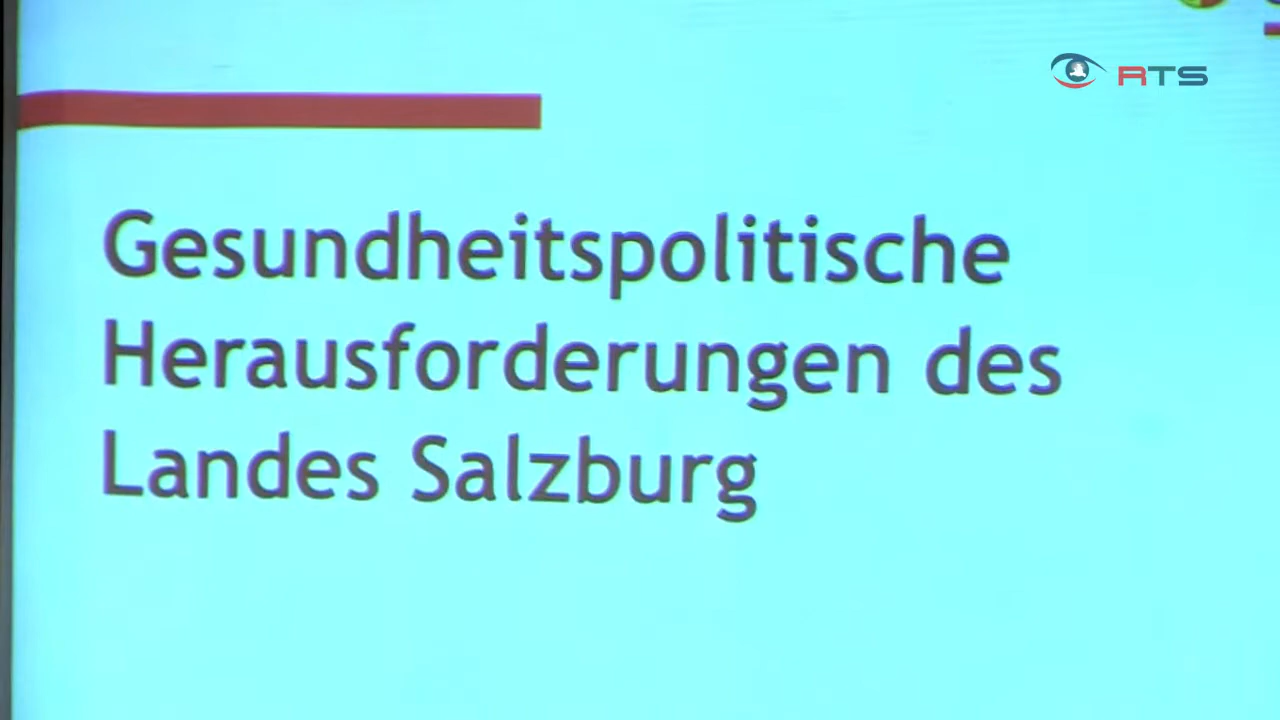 RTS
Gesundheitspolitische
Herausforderungen des
Landes Salzburg